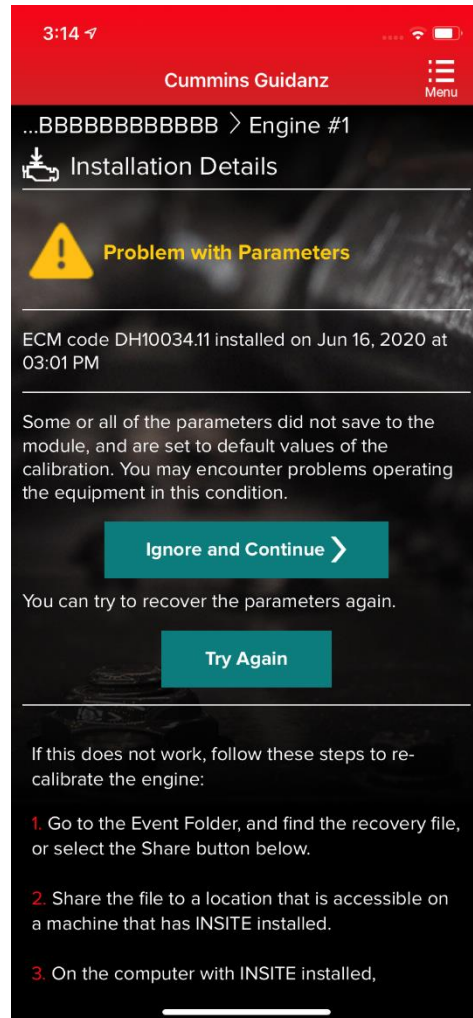 3:14
Cummins Guidanz
Menu
...BBBBBBBBBBBBB > Engine #1
Installation Details
Problem with Parameters
ECM code DH10034.11 installed on Jun 16, 2020 at
03:01 PM
Some or all of the parameters did not save to the
module, and are set to default values of the
calibration. You may encounter problems operating
the equipment in this condition.
Ignore and Continue
You can try to recover the parameters again.
Try Again
If this does not work, follow these steps to re-
calibrate the engine:
1. Go to the Event Folder, and find the recovery file,
or select the Share button below.
2. Share the file to a location that is accessible on
a machine that has INSITE installed.
3. On the computer with INSITE installed,